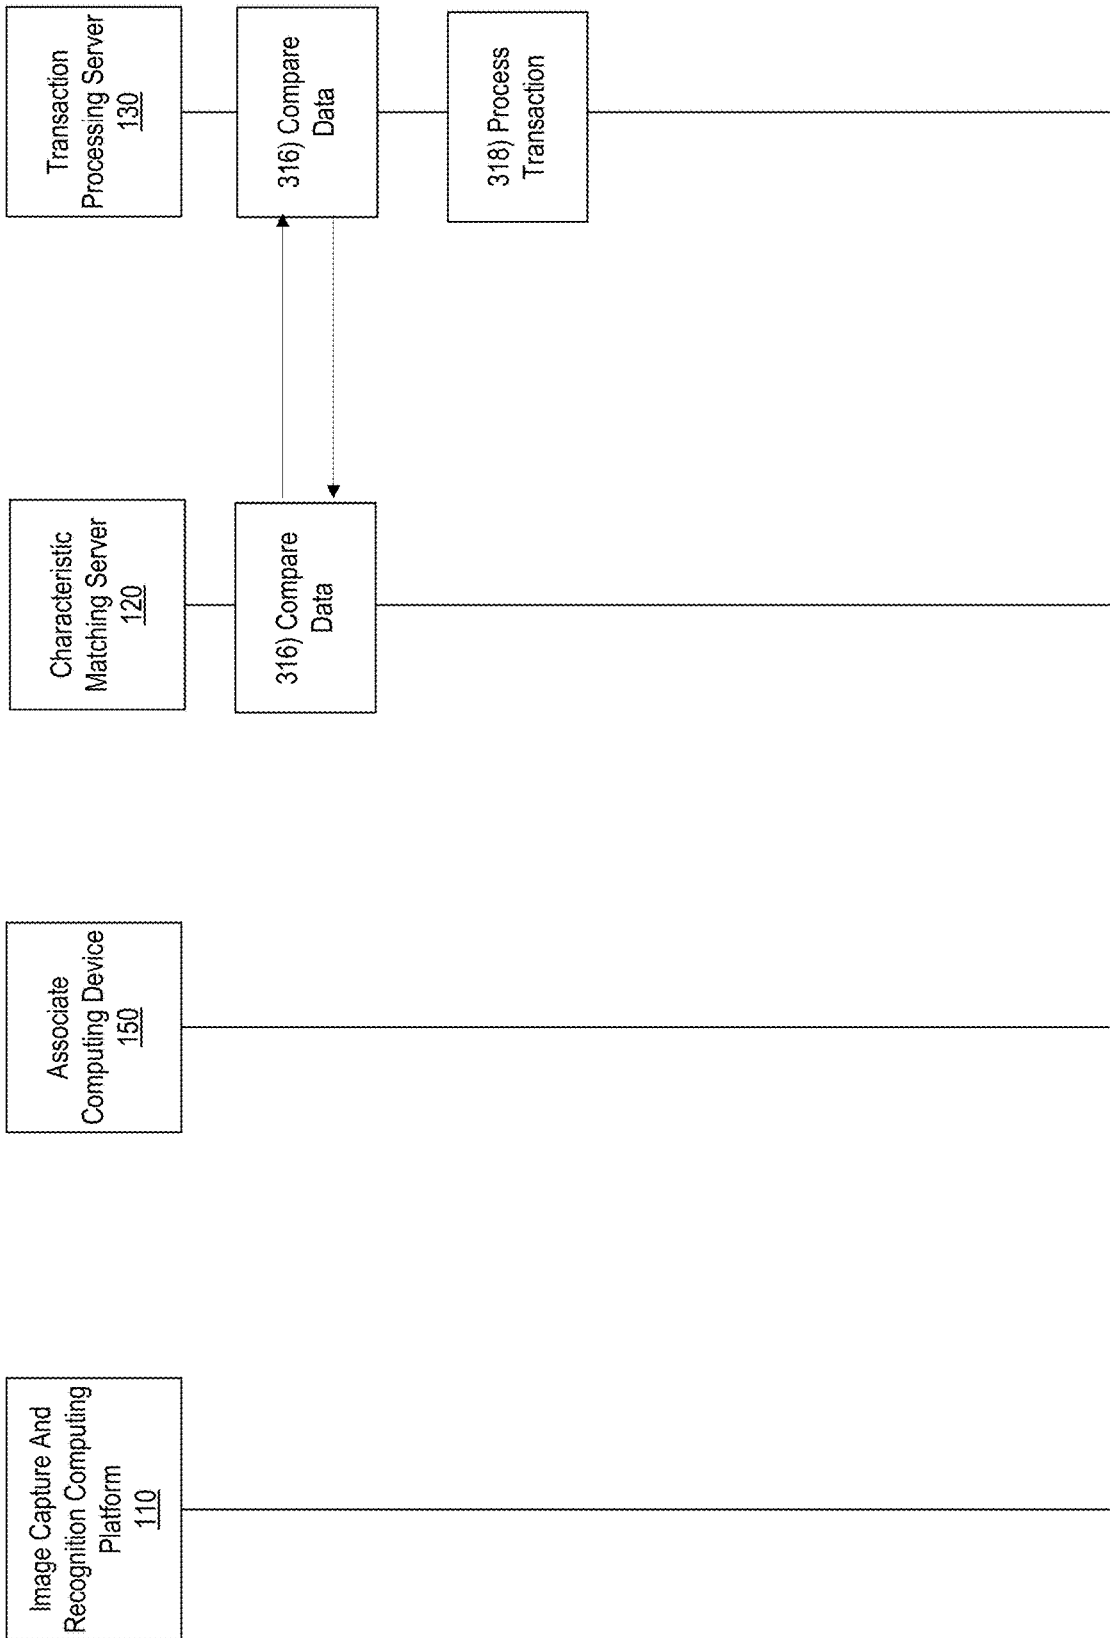 Image Capture And
Recognition Computing
Platform
110
Associate
Computing Device
150
Characteristic
Matching Server
120
Transaction
Processing Server
130
316) Compare
Data
316) Compare
Data
318) Process
Transaction